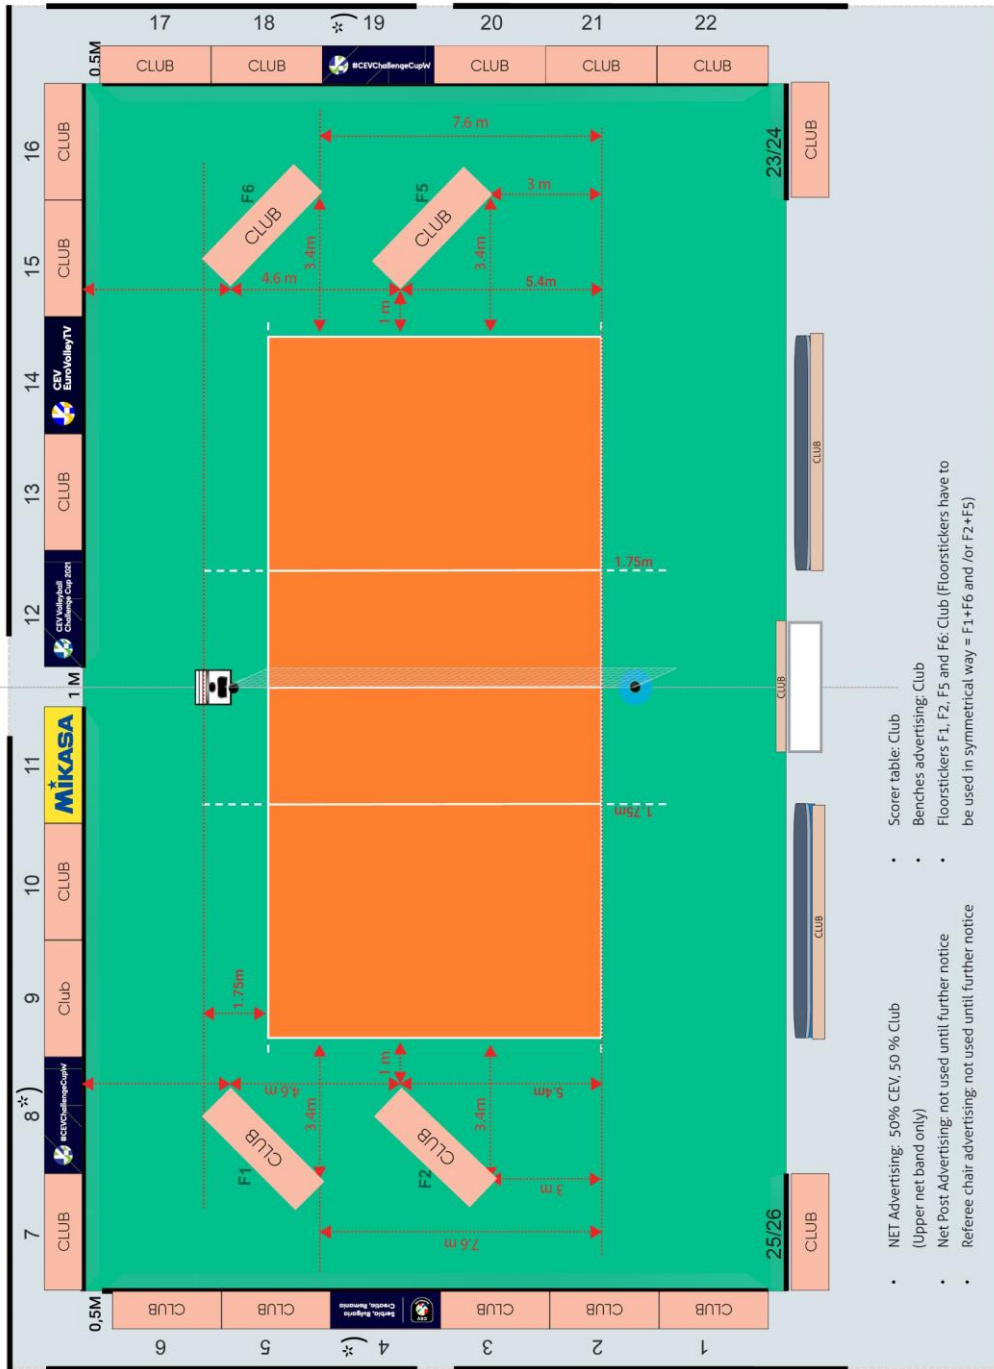 17
18
19
*)
20
21
22
0.5M
CLUB
CLUB
#CEVChallengeCupW
CLUB
CLUB
CLUB
16
CLUB
15
CLUB
14
CEV
EuroVolleyTV
13
CLUB
12
CEV Volleyball
Challenge Cup 2021
1 M
11
MIKASA
10
CLUB
9
Club
8
*)
#CEVChallengeCupW
7
CLUB
0,5M
7.6 m
F6
CLUB
3.4m
4.6 m
F5
CLUB
3 m
3.4m
5.4m
1 m
23/24
CLUB
1.75m
1.75m
1.75m
CLUB
CLUB
CLUB
4.6 m
3.4m
1 m
5.4m
3.4m
F1
CLUB
F2
CLUB
3 m
7.6 m
25/26
CLUB
CLUB
CLUB
Serbia, Bulgaria
Croatia, Romania
CEV
CLUB
CLUB
CLUB
6
5
4
*)
3
2
1
• NET Advertising: 50% CEV, 50 % Club
(Upper net band only)
• Net Post Advertising: not used until further notice
• Referee chair advertising: not used until further notice
• Scorer table: Club
• Benches advertising: Club
• Floorstickers F1, F2, F5 and F6: Club (Floorstickers have to
be used in symmetrical way = F1+F6 and /or F2+F5)